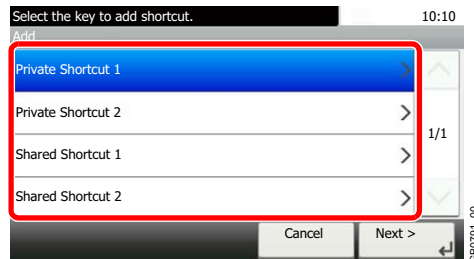 Select the key to add shortcut. 10:10
Add
Private Shortcut 1
Private Shortcut 2
1/1
Shared Shortcut 1
Shared Shortcut 2
Cancel Next >